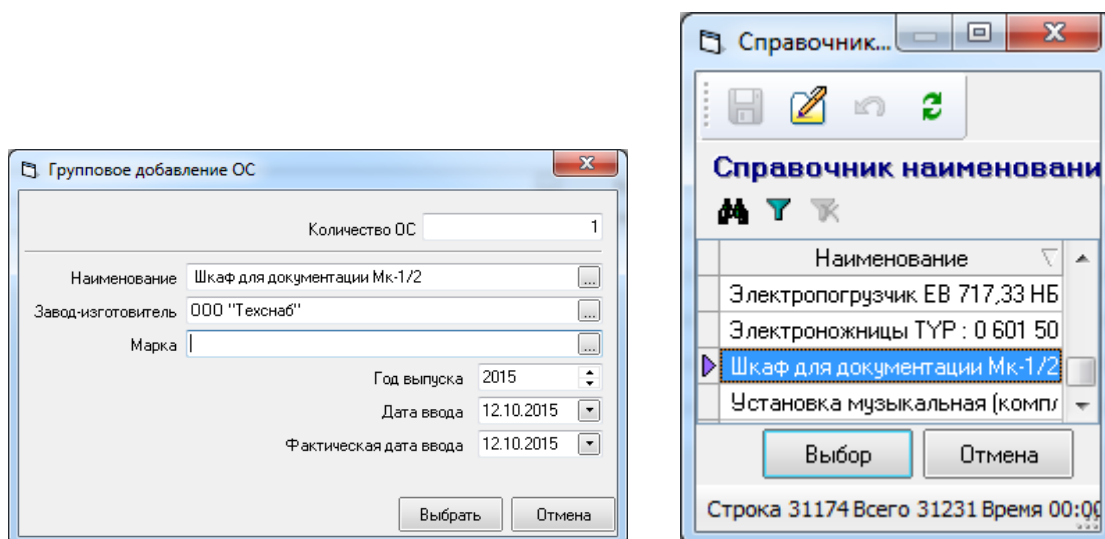 Групповое добавление ОС
Количество ОС 1
Наименование Шкаф для документации Мк-1/2 ...
Завод-изготовитель ООО "Техснаб" ...
Марка ...
Год выпуска 2015
Дата ввода 12.10.2015
Фактическая дата ввода 12.10.2015
Выбрать Отмена
Справочник...
Справочник наименовани
Наименование
Электропогрузчик ЕВ 717,33 НБ
Электроножницы TYP : 0 601 50
Шкаф для документации Мк-1/2
Установка музыкальная (компл
Выбор Отмена
Строка 31174 Всего 31231 Время 00:00